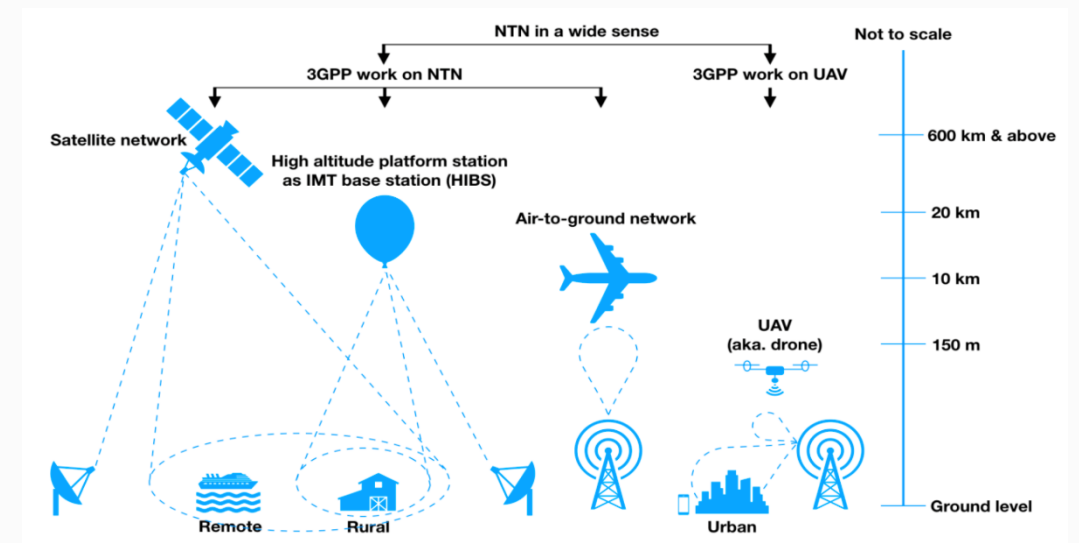 NTN in a wide sense
Not to scale
3GPP work on NTN
3GPP work on UAV
Satellite network
600 km & above
High altitude platform station
as IMT base station (HIBS)
20 km
Air-to-ground network
10 km
UAV
(aka. drone)
150 m
Ground level
Remote
Rural
Urban